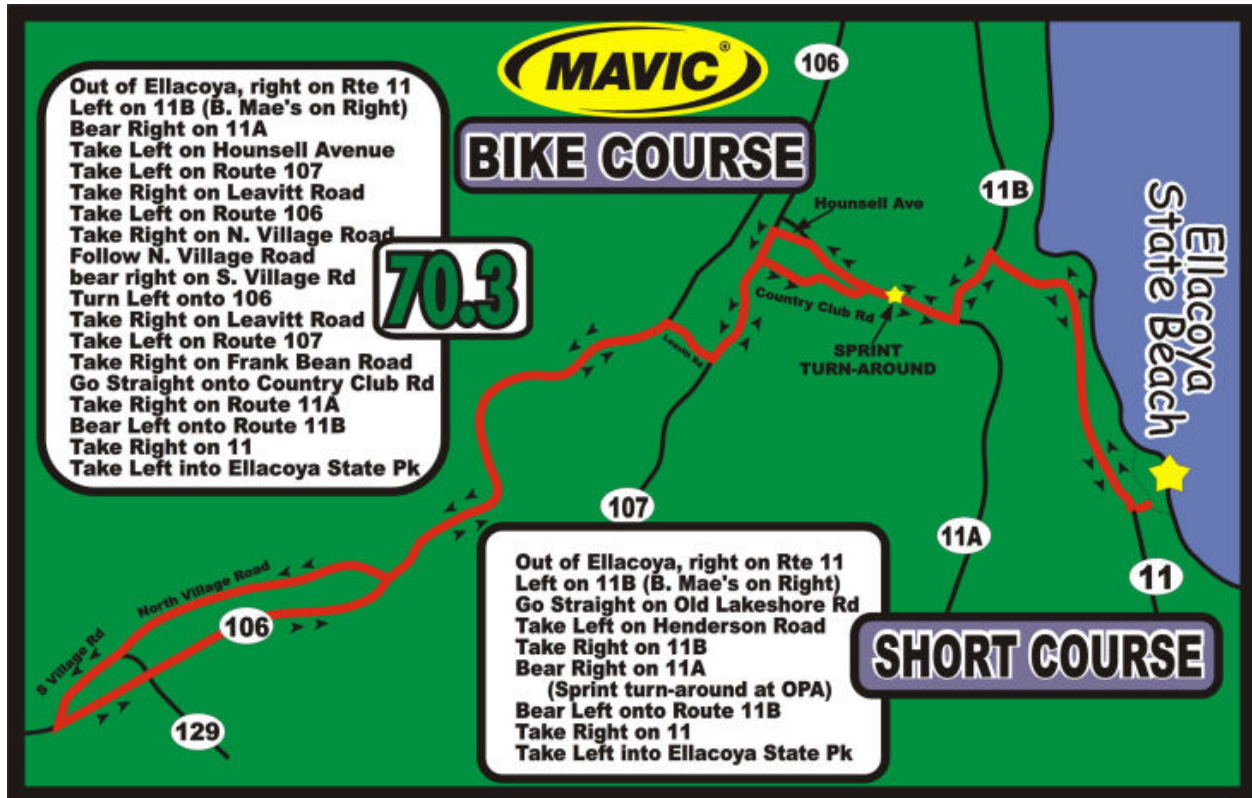 MAVIC®
BIKE COURSE
Out of Ellacoya, right on Rte 11
Left on 11B (B. Mae's on Right)
Bear Right on 11A
Take Left on Hounsell Avenue
Take Left on Route 107
Take Right on Leavitt Road
Take Left on Route 106
Take Right on N. Village Road
Follow N. Village Road
bear right on S. Village Rd
Turn Left onto 106
Take Right on Leavitt Road
Take Left on Route 107
Take Right on Frank Bean Road
Go Straight onto Country Club Rd
Take Right on Route 11A
Bear Left onto Route 11B
Take Right on 11
Take Left into Ellacoya State Pk
70.3
106
11B
Hounsell Ave
Ellacoya
State Beach
Country Club Rd
Leavitt Rd
SPRINT
TURN-AROUND
107
11A
11
North Village Road
106
S Village Rd
129
Out of Ellacoya, right on Rte 11
Left on 11B (B. Mae's on Right)
Go Straight on Old Lakeshore Rd
Take Left on Henderson Road
Take Right on 11B
Bear Right on 11A
(Sprint turn-around at OPA)
Bear Left onto Route 11B
Take Right on 11
Take Left into Ellacoya State Pk
SHORT COURSE